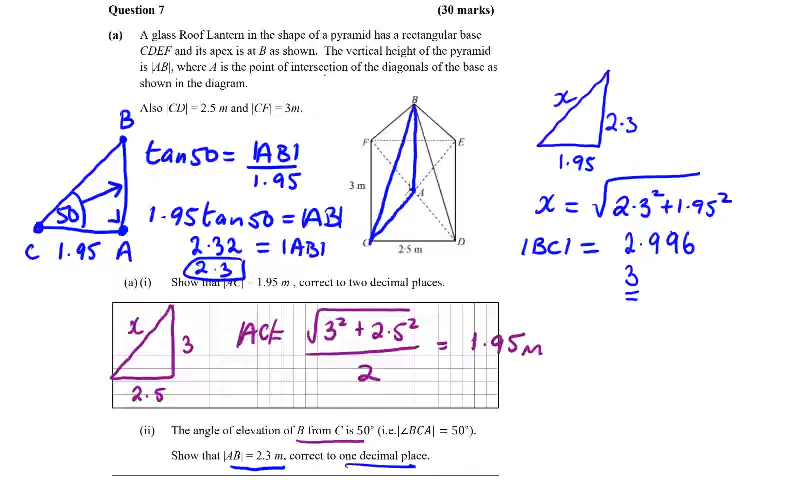 Question 7 (30 marks)
(a) A glass Roof Lantern in the shape of a pyramid has a rectangular base
CDEF and its apex is at B as shown. The vertical height of the pyramid
is |AB|, where A is the point of intersection of the diagonals of the base as
shown in the diagram.
Also |CD| = 2.5 m and |CF| = 3m.
B
F
E
3 m
A
C
D
2·5 m
B
50
C 1.95 A
tan50 = |AB|
1.95
1.95tan50 = |AB|
2.32 = |AB|
2.3
x
2.3
1.95
x = √2.3²+1.95²
|BC| = 2.996
3
(a) (i) Show that |AC| = 1.95 m , correct to two decimal places.
x
3
2.5
|AC| = √3² + 2.5²
2
= 1.95m
(ii) The angle of elevation of B from C is 50° (i.e.|∠BCA| = 50°).
Show that |AB| = 2.3 m, correct to one decimal place.